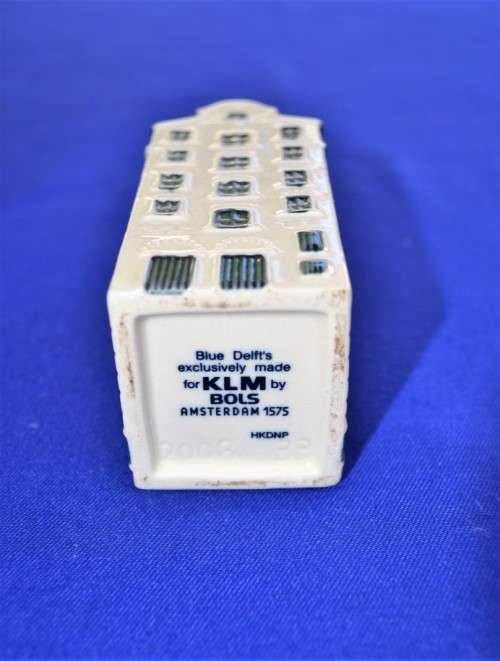 Blue Delft's
exclusively made
for KLM by
BOLS
AMSTERDAM 1575
HKDNP